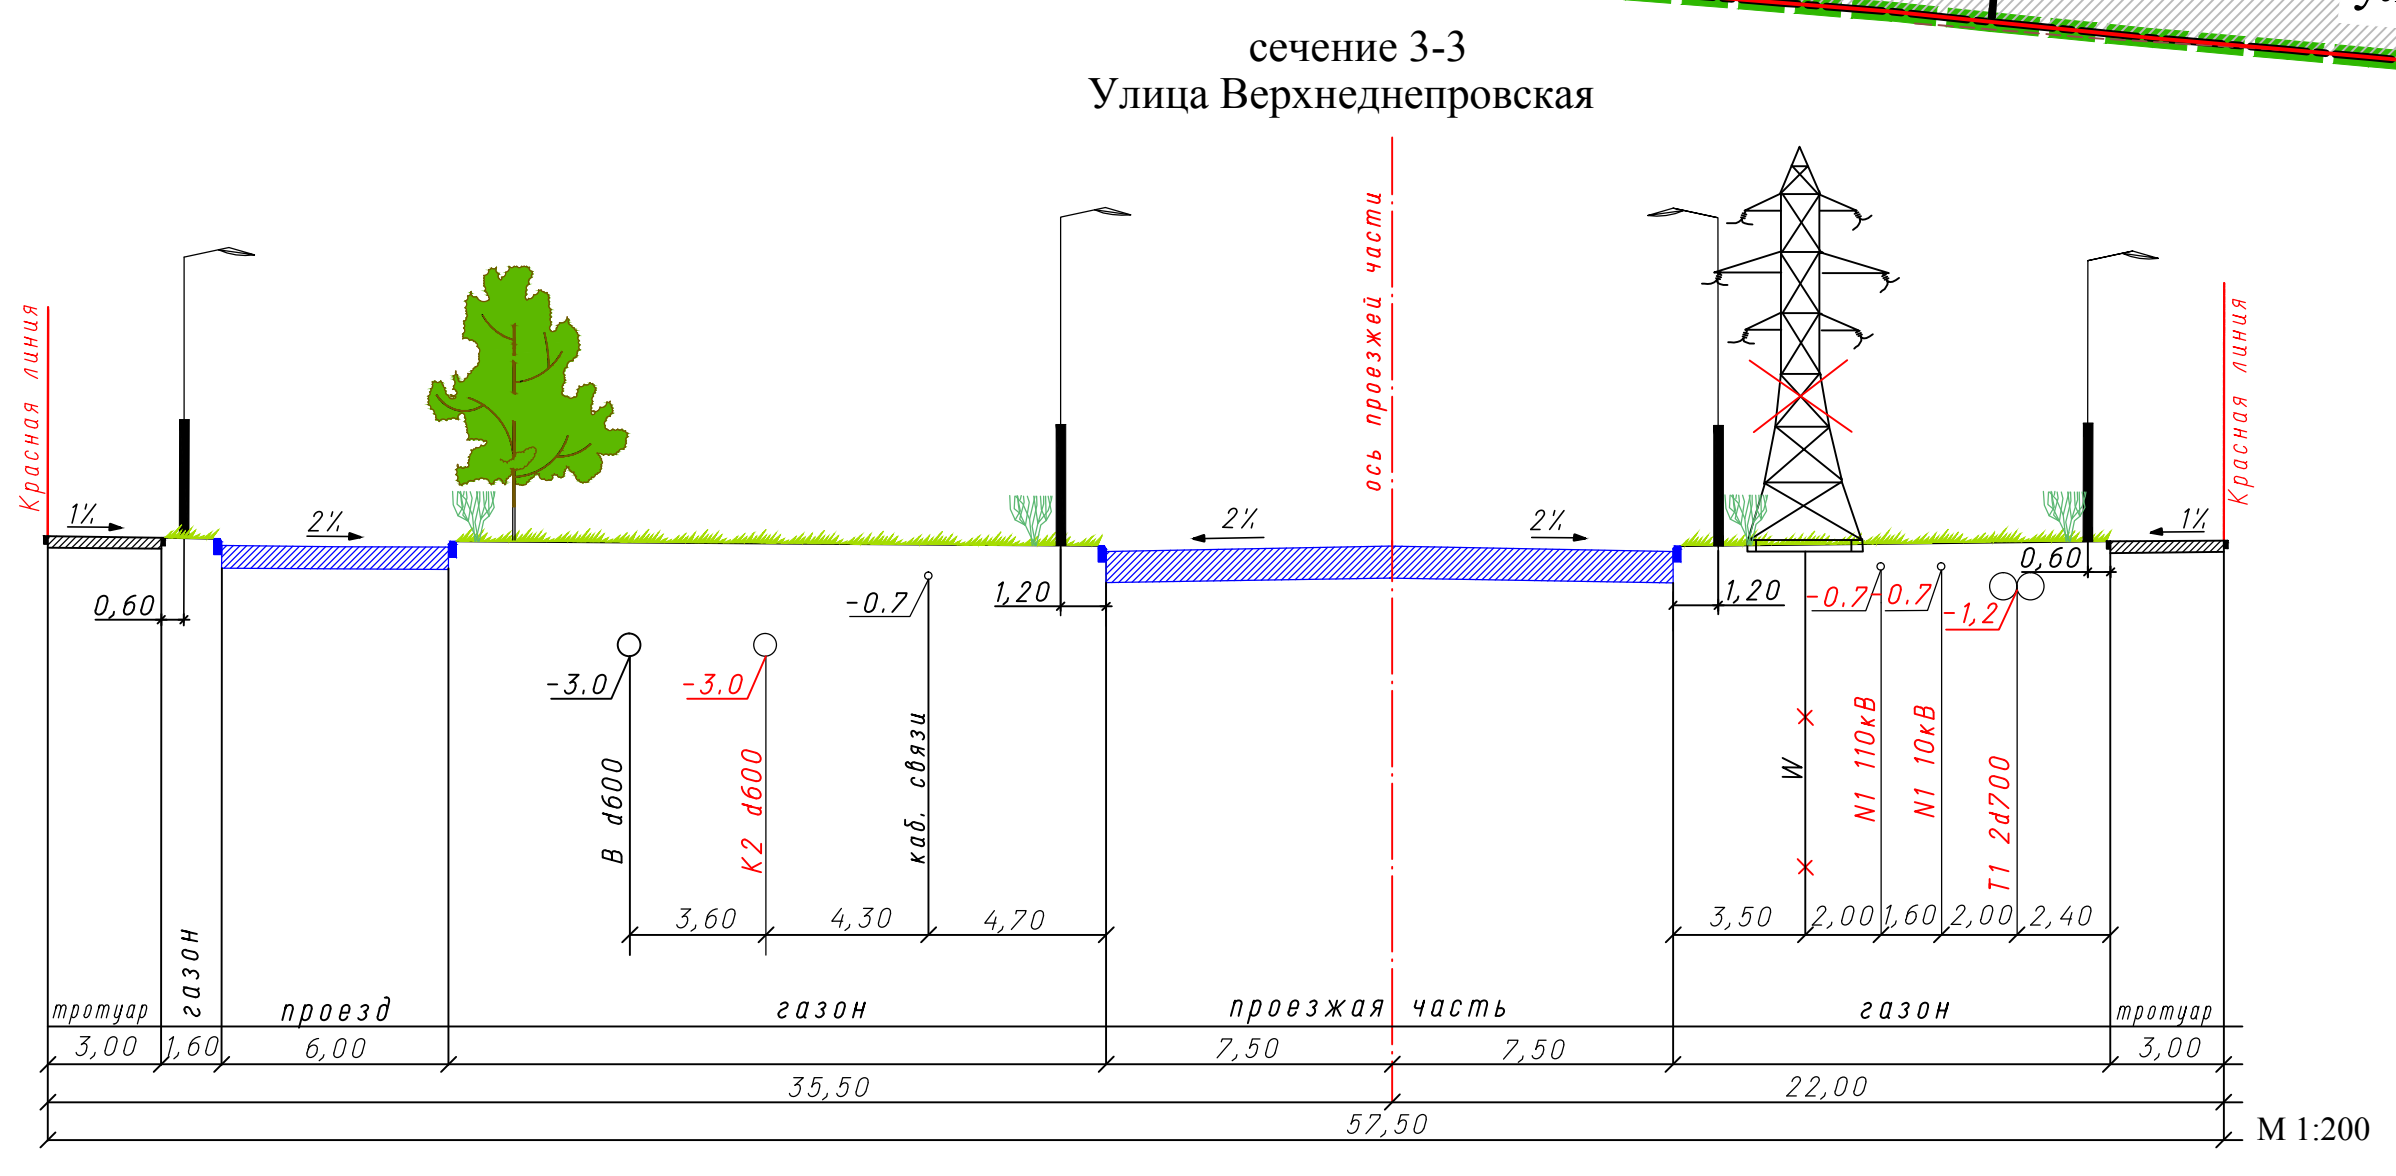 сечение 3-3
Улица Верхнеднепровская
Красная линия
ось проезжей части
Красная линия
1%
2%
2%
2%
1%
0,60
-0.7
1,20
1,20
-0.7
-0.7
-1,2
0,60
-3.0
-3.0
В d600
К2 d600
каб. связи
W
N1 110кВ
N1 10кВ
Т1 2d700
3,60
4,30
4,70
3,50
2,00
1,60
2,00
2,40
тротуар
газон
проезд
газон
проезжая часть
газон
тротуар
3,00
1,60
6,00
7,50
7,50
3,00
35,50
22,00
57,50
М 1:200